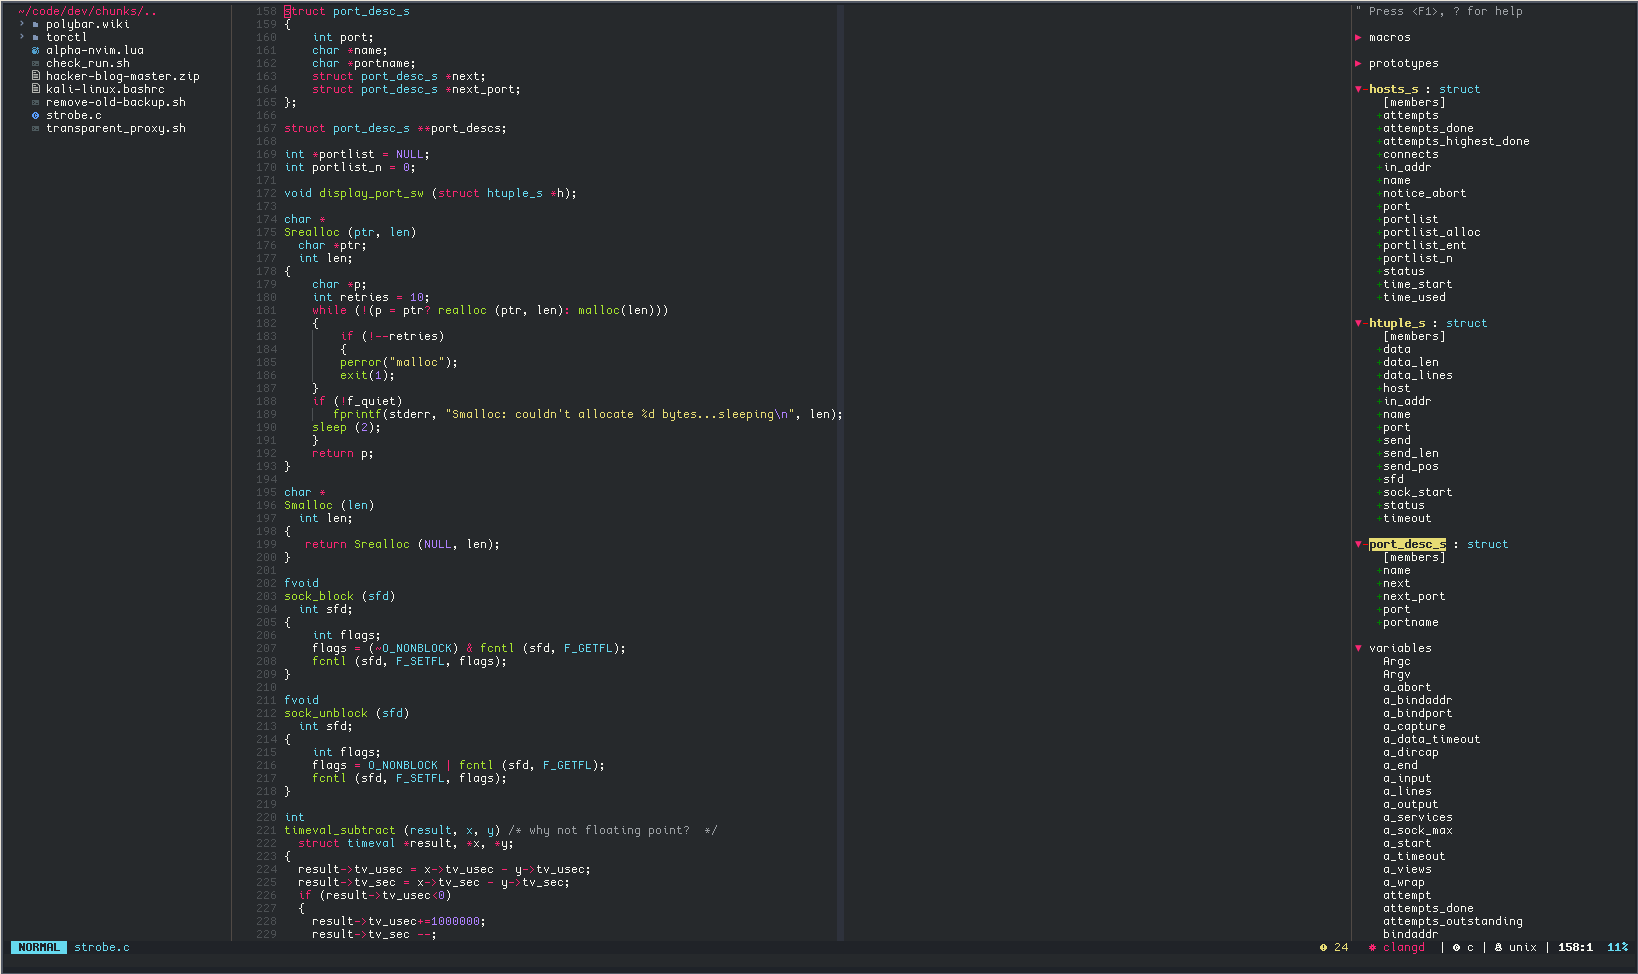 ~/code/dev/chunks/..
polybar.wiki
torctl
alpha-nvim.lua
check_run.sh
hacker-blog-master.zip
kali-linux.bashrc
remove-old-backup.sh
strobe.c
transparent_proxy.sh
158 struct port_desc_s
159 {
160     int port;
161     char *name;
162     char *portname;
163     struct port_desc_s *next;
164     struct port_desc_s *next_port;
165 };
166
167 struct port_desc_s **port_descs;
168
169 int *portlist = NULL;
170 int portlist_n = 0;
171
172 void display_port_sw (struct htuple_s *h);
173
174 char *
175 Srealloc (ptr, len)
176   char *ptr;
177   int len;
178 {
179     char *p;
180     int retries = 10;
181     while (!(p = ptr? realloc (ptr, len): malloc(len)))
182     {
183         if (!--retries)
184         {
185         perror("malloc");
186         exit(1);
187     }
188     if (!f_quiet)
189        fprintf(stderr, "Smalloc: couldn't allocate %d bytes...sleeping\n", len);
190     sleep (2);
191     }
192     return p;
193 }
194
195 char *
196 Smalloc (len)
197   int len;
198 {
199    return Srealloc (NULL, len);
200 }
201
202 fvoid
203 sock_block (sfd)
204   int sfd;
205 {
206     int flags;
207     flags = (~O_NONBLOCK) & fcntl (sfd, F_GETFL);
208     fcntl (sfd, F_SETFL, flags);
209 }
210
211 fvoid
212 sock_unblock (sfd)
213   int sfd;
214 {
215     int flags;
216     flags = O_NONBLOCK | fcntl (sfd, F_GETFL);
217     fcntl (sfd, F_SETFL, flags);
218 }
219
220 int
221 timeval_subtract (result, x, y) /* why not floating point?  */
222   struct timeval *result, *x, *y;
223 {
224   result->tv_usec = x->tv_usec - y->tv_usec;
225   result->tv_sec = x->tv_sec - y->tv_sec;
226   if (result->tv_usec<0)
227   {
228     result->tv_usec+=1000000;
229     result->tv_sec --;
" Press <F1>, ? for help
macros
prototypes
hosts_s : struct
[members]
+attempts
+attempts_done
+attempts_highest_done
+connects
+in_addr
+name
+notice_abort
+port
+portlist
+portlist_alloc
+portlist_ent
+portlist_n
+status
+time_start
+time_used
htuple_s : struct
[members]
+data
+data_len
+data_lines
+host
+in_addr
+name
+port
+send
+send_len
+send_pos
+sfd
+sock_start
+status
+timeout
port_desc_s : struct
[members]
+name
+next
+next_port
+port
+portname
variables
Argc
Argv
a_abort
a_bindaddr
a_bindport
a_capture
a_data_timeout
a_dircap
a_end
a_input
a_lines
a_output
a_services
a_sock_max
a_start
a_timeout
a_views
a_wrap
attempt
attempts_done
attempts_outstanding
bindaddr
NORMAL strobe.c 24 clangd | c | unix | 158:1 11%